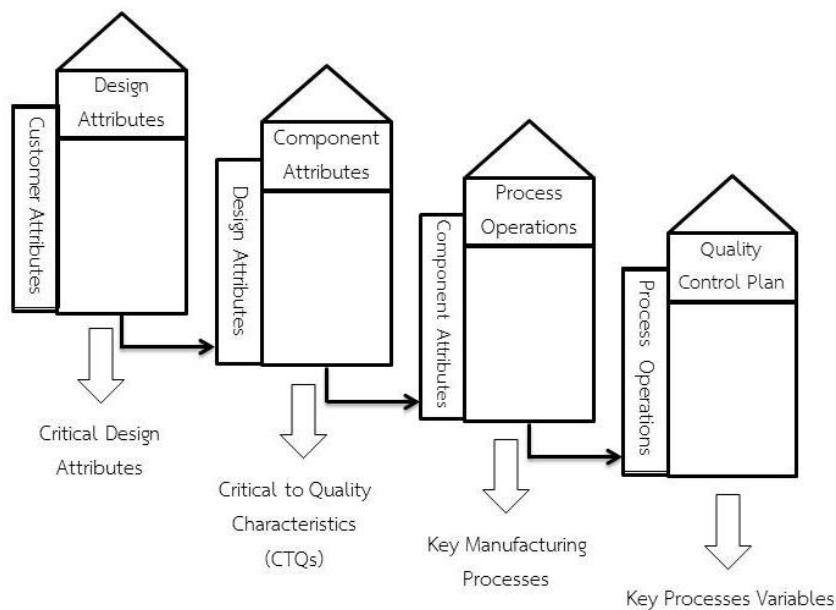 Design
Attributes
Customer Attributes
Component
Attributes
Design Attributes
Process
Operations
Component Attributes
Quality
Control Plan
Process Operations
Critical Design
Attributes
Critical to Quality
Characteristics
(CTQs)
Key Manufacturing
Processes
Key Processes Variables